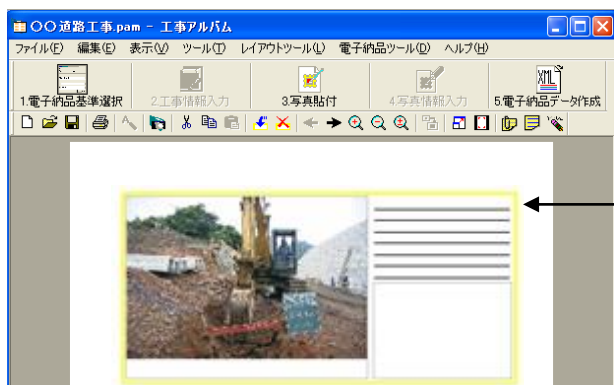 〇〇道路工事.pam - 工事アルバム
ファイル(F) 編集(E) 表示(V) ツール(T) レイアウトツール(L) 電子納品ツール(D) ヘルプ(H)
1.電子納品基準選択 2.工事情報入力 3.写真貼付 4.写真情報入力 5.電子納品データ作成
XML